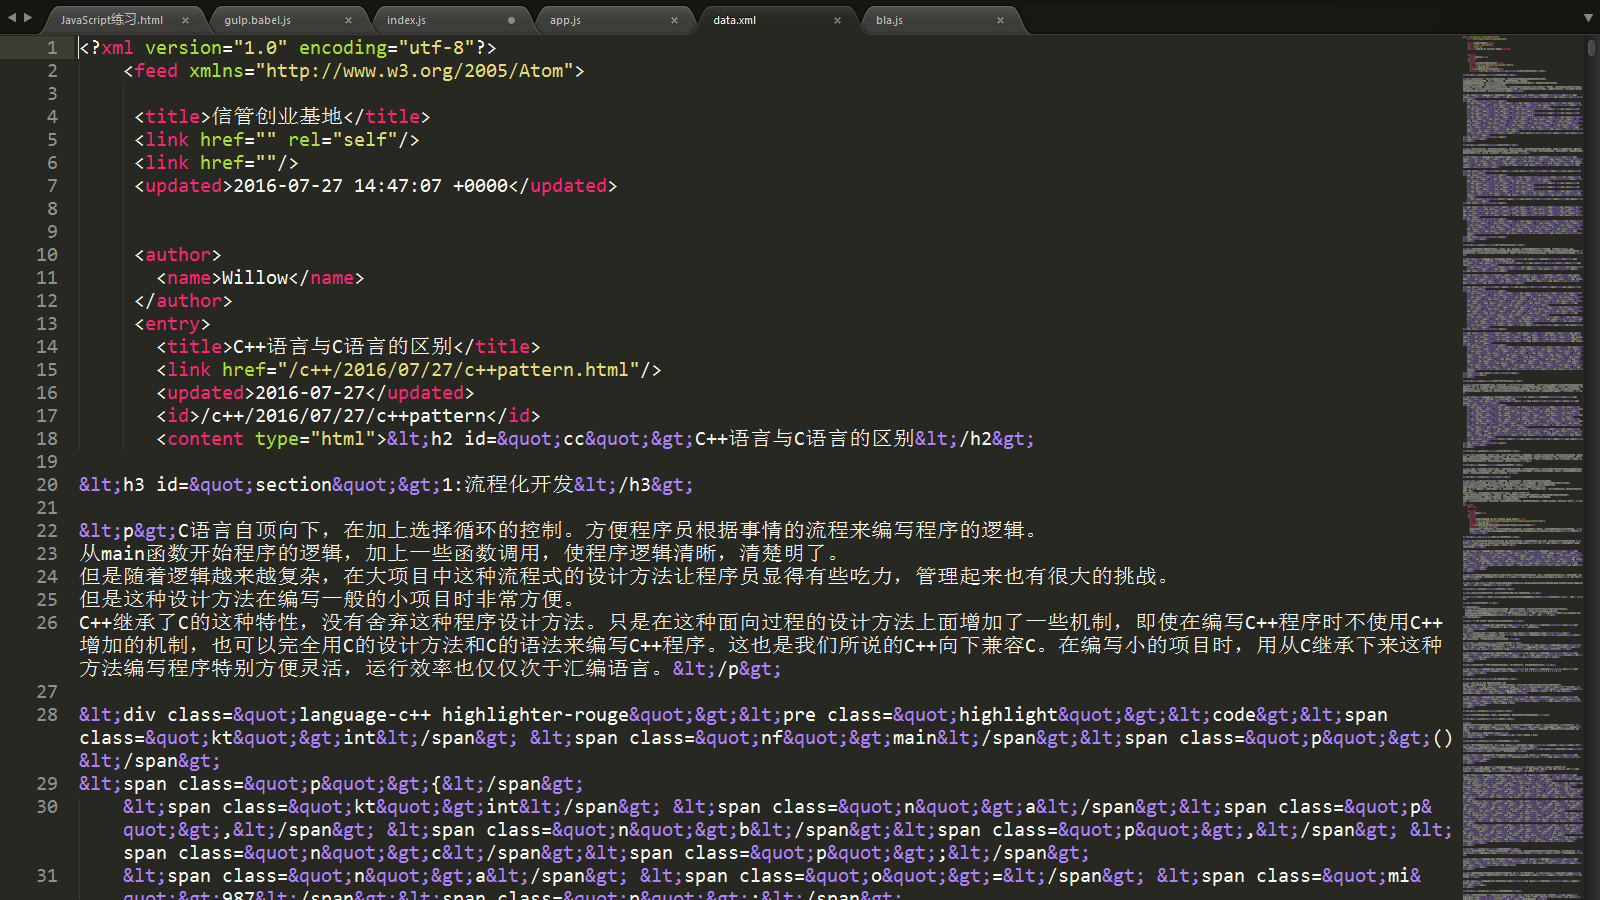 JavaScript练习.html × gulp.babel.js × index.js app.js × data.xml × bla.js ×
1 <?xml version="1.0" encoding="utf-8"?>
2 <feed xmlns="http://www.w3.org/2005/Atom">
3
4 <title>信管创业基地</title>
5 <link href="" rel="self"/>
6 <link href=""/>
7 <updated>2016-07-27 14:47:07 +0000</updated>
8
9
10 <author>
11 <name>Willow</name>
12 </author>
13 <entry>
14 <title>C++语言与C语言的区别</title>
15 <link href="/c++/2016/07/27/c++pattern.html"/>
16 <updated>2016-07-27</updated>
17 <id>/c++/2016/07/27/c++pattern</id>
18 <content type="html">&lt;h2 id=&quot;cc&quot;&gt;C++语言与C语言的区别&lt;/h2&gt;
19
20 &lt;h3 id=&quot;section&quot;&gt;1:流程化开发&lt;/h3&gt;
21
22 &lt;p&gt;C语言自顶向下，在加上选择循环的控制。方便程序员根据事情的流程来编写程序的逻辑。
23 从main函数开始程序的逻辑，加上一些函数调用，使程序逻辑清晰，清楚明了。
24 但是随着逻辑越来越复杂，在大项目中这种流程式的设计方法让程序员显得有些吃力，管理起来也有很大的挑战。
25 但是这种设计方法在编写一般的小项目时非常方便。
26 C++继承了C的这种特性，没有舍弃这种程序设计方法。只是在这种面向过程的设计方法上面增加了一些机制，即使在编写C++程序时不使用C++
增加的机制，也可以完全用C的设计方法和C的语法来编写C++程序。这也是我们所说的C++向下兼容C。在编写小的项目时，用从C继承下来这种
方法编写程序特别方便灵活，运行效率也仅仅次于汇编语言。&lt;/p&gt;
27
28 &lt;div class=&quot;language-c++ highlighter-rouge&quot;&gt;&lt;pre class=&quot;highlight&quot;&gt;&lt;code&gt;&lt;span
class=&quot;kt&quot;&gt;int&lt;/span&gt; &lt;span class=&quot;nf&quot;&gt;main&lt;/span&gt;&lt;span class=&quot;p&quot;&gt;()
&lt;/span&gt;
29 &lt;span class=&quot;p&quot;&gt;{&lt;/span&gt;
30 &lt;span class=&quot;kt&quot;&gt;int&lt;/span&gt; &lt;span class=&quot;n&quot;&gt;a&lt;/span&gt;&lt;span class=&quot;p&
quot;&gt;,&lt;/span&gt; &lt;span class=&quot;n&quot;&gt;b&lt;/span&gt;&lt;span class=&quot;p&quot;&gt;,&lt;/span&gt; &lt;
span class=&quot;n&quot;&gt;c&lt;/span&gt;&lt;span class=&quot;p&quot;&gt;;&lt;/span&gt;
31 &lt;span class=&quot;n&quot;&gt;a&lt;/span&gt; &lt;span class=&quot;o&quot;&gt;=&lt;/span&gt; &lt;span class=&quot;mi&
quot;&gt;987&lt;/span&gt;&lt;span class=&quot;p&quot;&gt;;&lt;/span&gt;